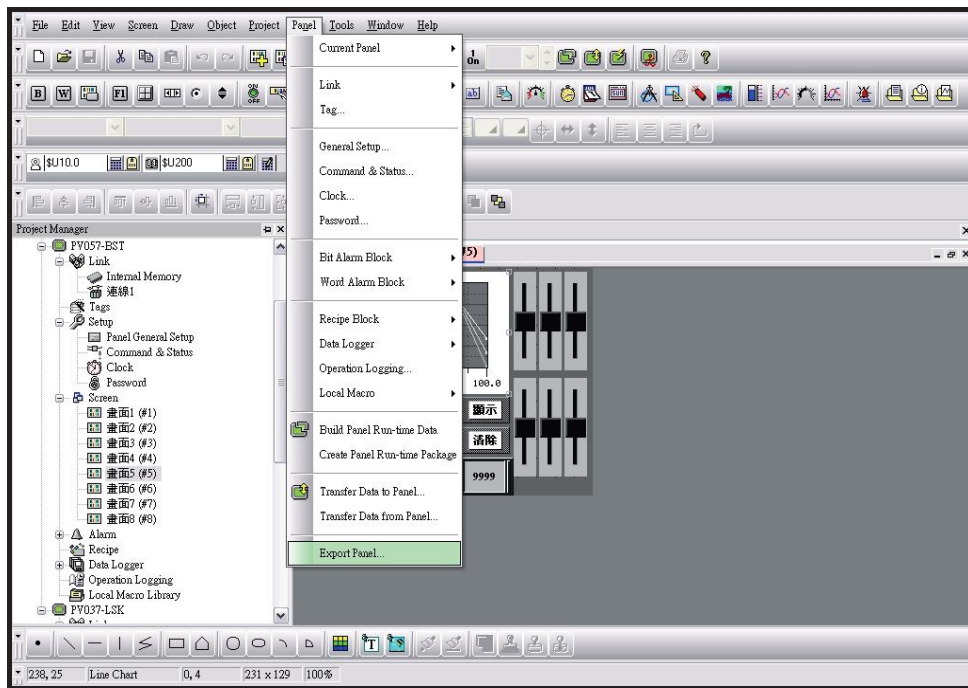 File Edit View Screen Draw Object Project Panel Tools Window Help
1
On
B W F1
OFF
ab
$U10.0 $U200
Project Manager
PV057-BST
Link
Internal Memory
連線1
Tags
Setup
Panel General Setup
Command & Status
Clock
Password
Screen
畫面1 (#1)
畫面2 (#2)
畫面3 (#3)
畫面4 (#4)
畫面5 (#5)
畫面6 (#6)
畫面7 (#7)
畫面8 (#8)
Alarm
Recipe
Data Logger
Operation Logging
Local Macro Library
PV037-LSK
Current Panel
Link
Tag...
General Setup...
Command & Status...
Clock...
Password...
Bit Alarm Block
Word Alarm Block
Recipe Block
Data Logger
Operation Logging...
Local Macro
Build Panel Run-time Data
Create Panel Run-time Package
Transfer Data to Panel...
Transfer Data from Panel...
Export Panel...
#5)
100.0
顯示
清除
9999
T
238, 25 Line Chart 0, 4 231 x 129 100%